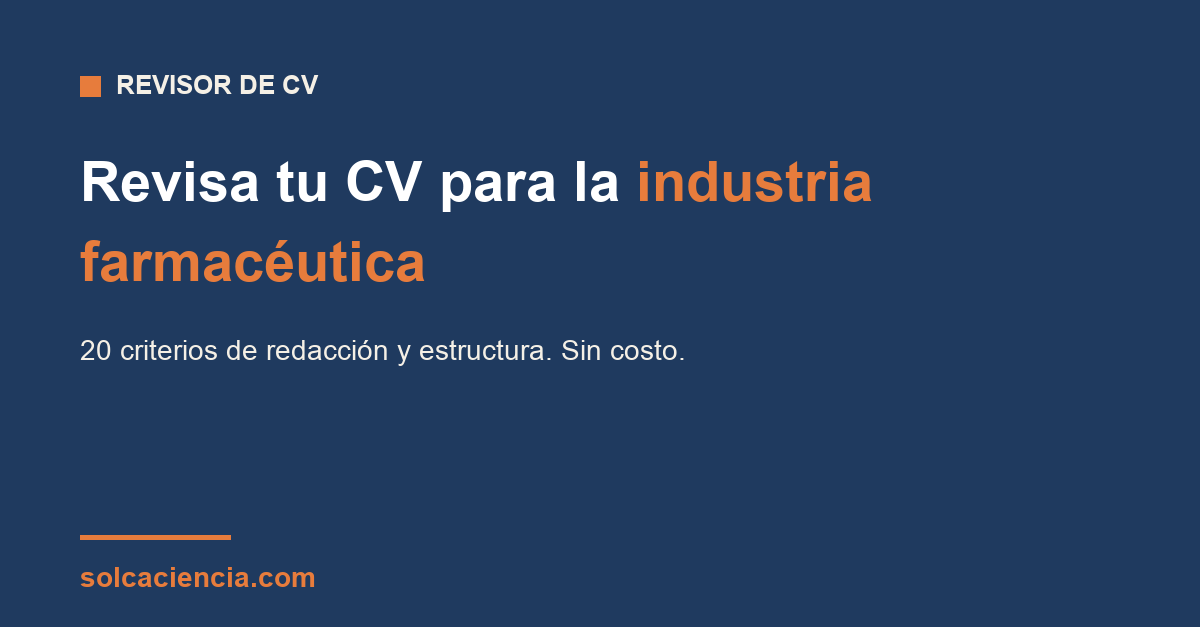 REVISOR DE CV
Revisa tu CV para la industria
farmacéutica
20 criterios de redacción y estructura. Sin costo.
solcaciencia.com